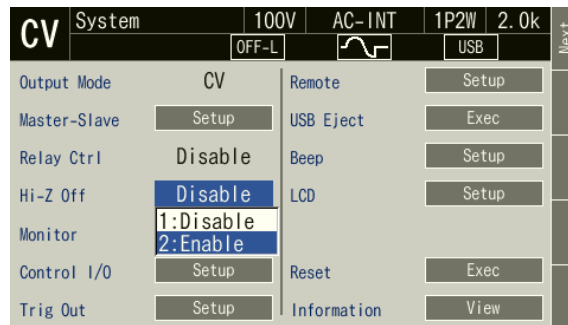 CV System 100V AC-INT 1P2W 2.0k Next
OFF-L USB
Output Mode CV Remote Setup
Master-Slave Setup USB Eject Exec
Relay Ctrl Disable Beep Setup
Hi-Z Off Disable LCD Setup
1:Disable
Monitor 2:Enable
Control I/O Setup Reset Exec
Trig Out Setup Information View